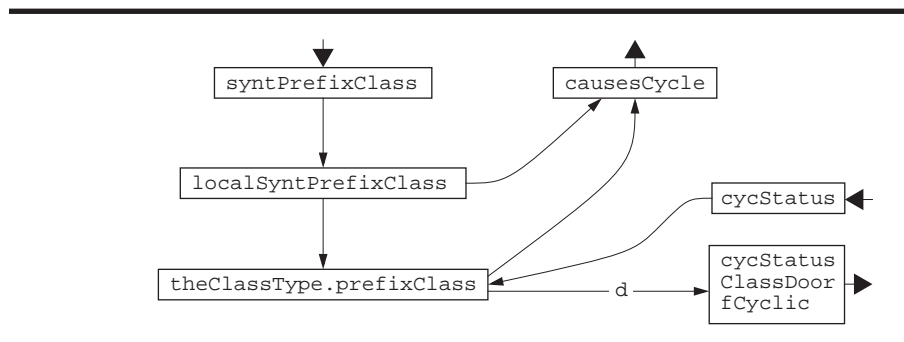 syntPrefixClass
causesCycle
localSyntPrefixClass
cycStatus
theClassType.prefixClass
d
cycStatus
ClassDoor
fCyclic